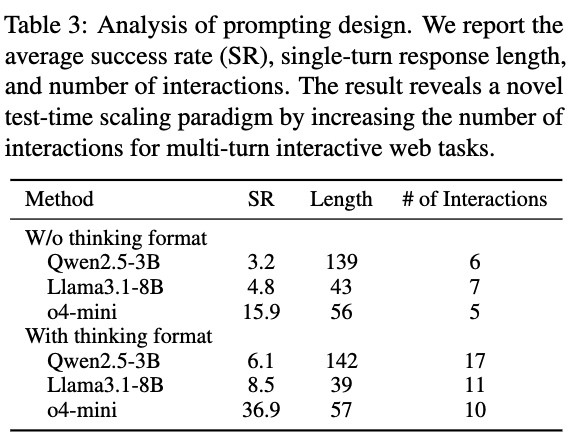 Table 3: Analysis of prompting design. We report the
average success rate (SR), single-turn response length,
and number of interactions. The result reveals a novel
test-time scaling paradigm by increasing the number of
interactions for multi-turn interactive web tasks.
Method SR Length # of Interactions
W/o thinking format
Qwen2.5-3B 3.2 139 6
Llama3.1-8B 4.8 43 7
o4-mini 15.9 56 5
With thinking format
Qwen2.5-3B 6.1 142 17
Llama3.1-8B 8.5 39 11
o4-mini 36.9 57 10